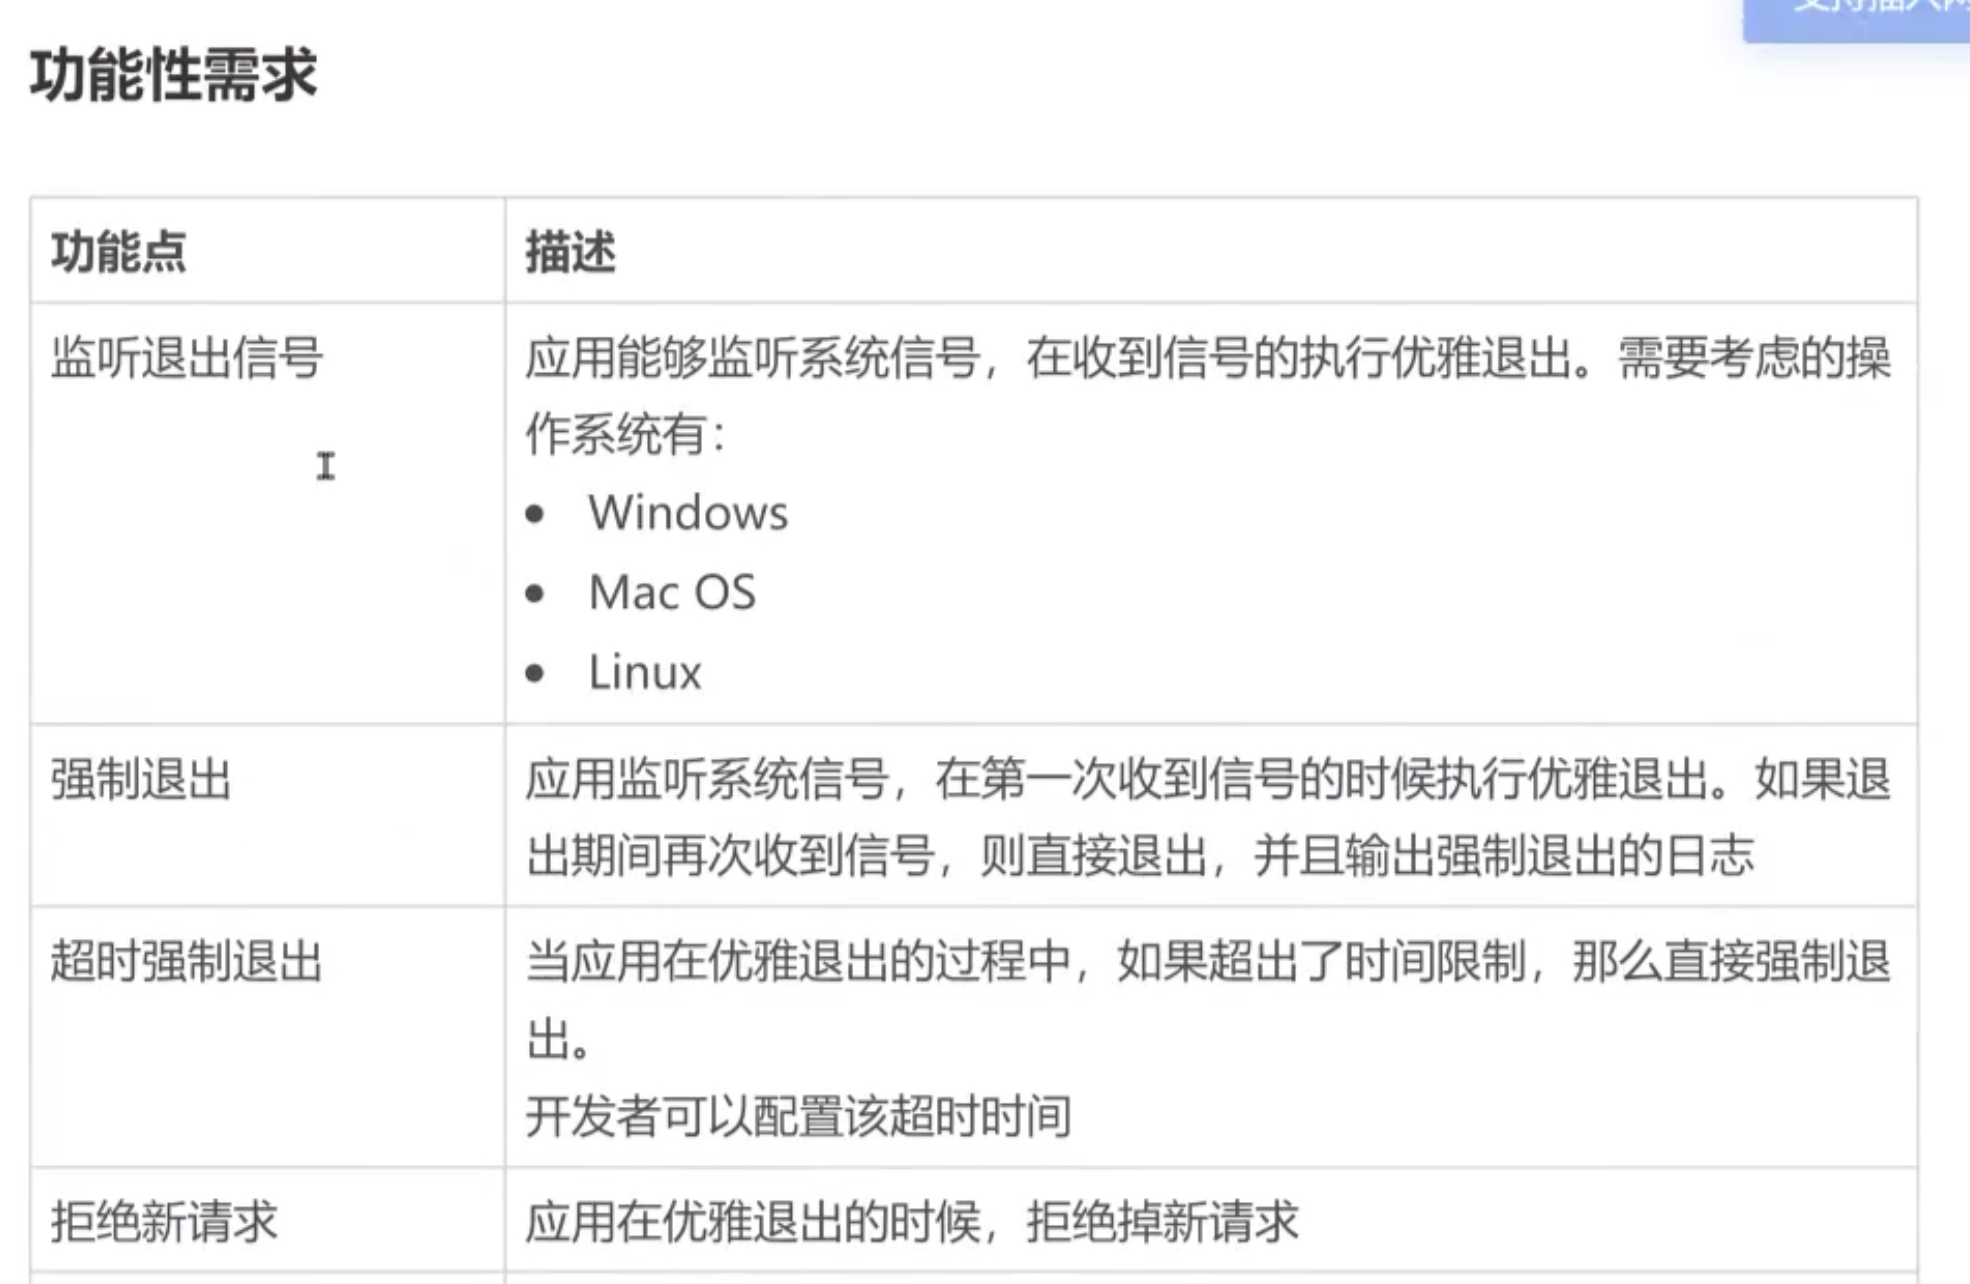 功能性需求
功能点
描述
监听退出信号
应用能够监听系统信号，在收到信号的执行优雅退出。需要考虑的操
作系统有：
Windows
Mac OS
Linux
强制退出
应用监听系统信号，在第一次收到信号的时候执行优雅退出。如果退
出期间再次收到信号，则直接退出，并且输出强制退出的日志
超时强制退出
当应用在优雅退出的过程中，如果超出了时间限制，那么直接强制退
出。
开发者可以配置该超时时间
拒绝新请求
应用在优雅退出的时候，拒绝掉新请求